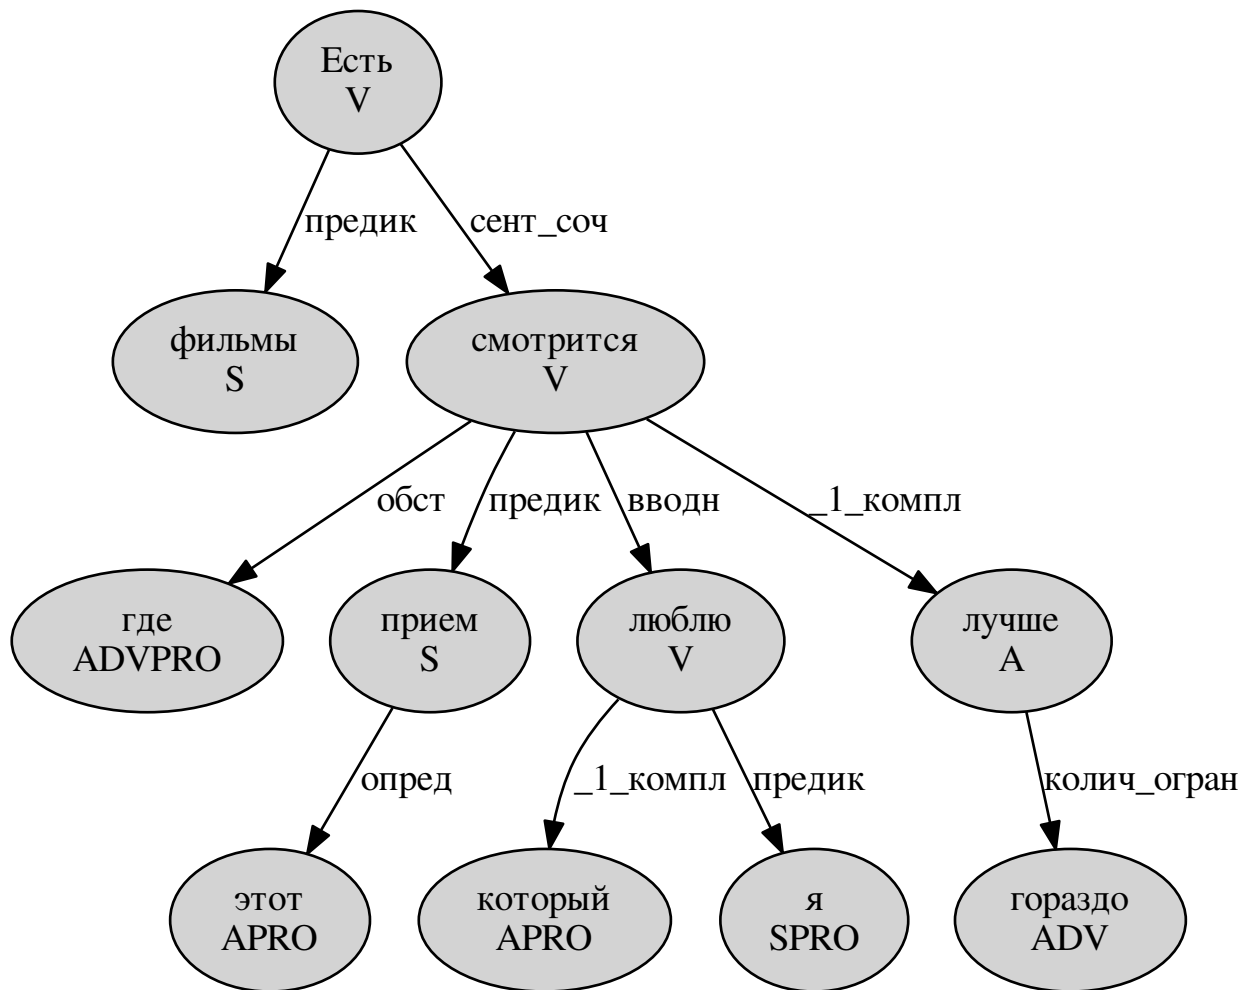 Есть
V
предик
сент_соч
фильмы
S
смотрится
V
обст
предик
вводн
_1_компл
где
ADVPRO
прием
S
люблю
V
лучше
A
опред
_1_компл
предик
колич_огран
этот
APRO
который
APRO
я
SPRO
гораздо
ADV